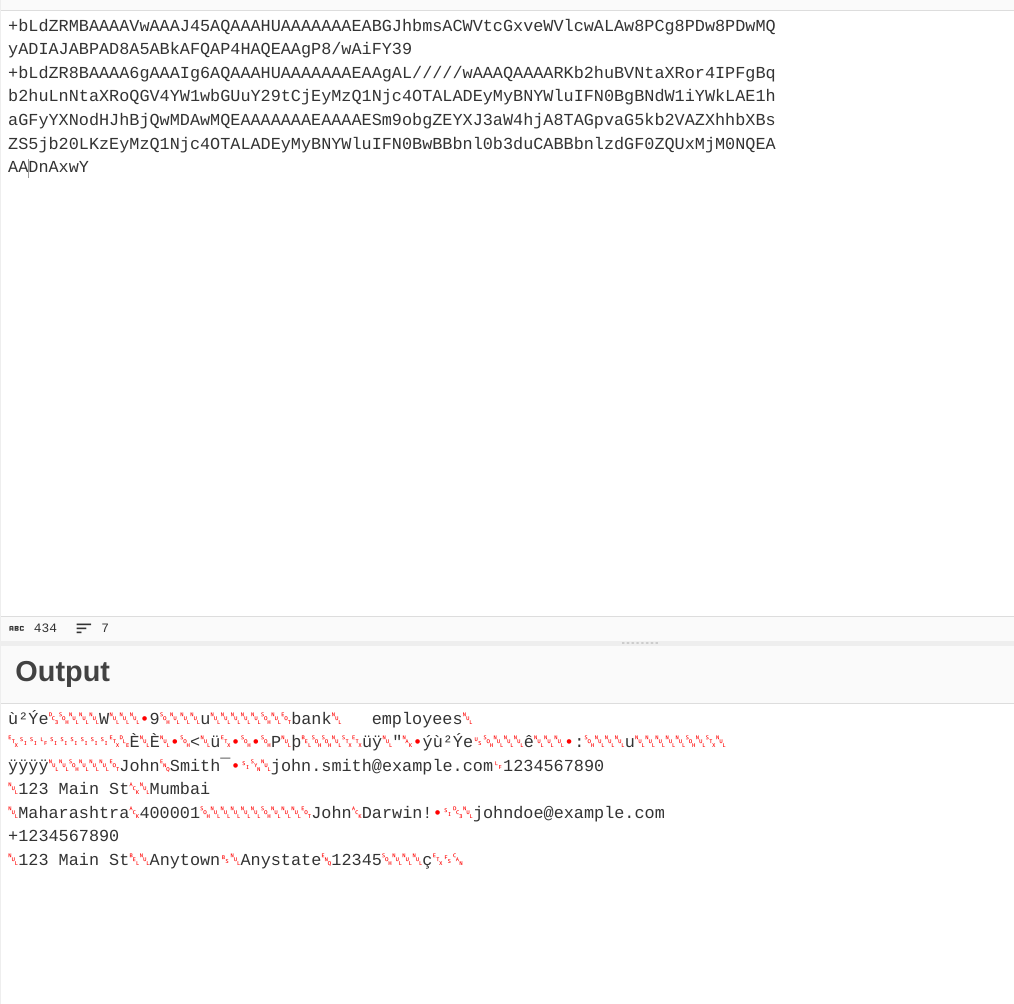 +bLdZRMBAAAAVwAAAJ45AQAAAHUAAAAAAAEABGJhbmsACWVtcGxveWVlcwALAw8PCg8PDw8PDwMQ
yADIAJABPAD8A5ABkAFQAP4HAQEAAgP8/wAiFY39
+bLdZR8BAAAA6gAAAIg6AQAAAHUAAAAAAAEAAgAL/////wAAAQAAAARKb2huBVNtaXRor4IPFgBq
b2huLnNtaXRoQGV4YW1wbGUuY29tCjEyMzQ1Njc4OTALADEyMyBNYWluIFN0BgBNdW1iYWkLAE1h
aGFyYXNodHJhBjQwMDAwMQEAAAAAAAEAAAAESm9obgZEYXJ3aW4hjA8TAGpvaG5kb2VAZXhhbXBs
ZS5jb20LKzEyMzQ1Njc4OTALADEyMyBNYWluIFN0BwBBbnl0b3duCABBbnlzdGF0ZQUxMjM0NQEA
AADnAxwY
ABC 434 7
Output
ù²Ýe␓␁␀␀␀W␀␀␀•9␁␀␀␀u␀␀␀␀␀␁␀␄bank␀ employees␀
␃␏␏␊␏␏␏␏␏␏␃␐È␀È␀•␁<␀ü␃•␁•␁P␀þ␇␁␁␀␂␃üÿ␀"␕•ýù²Ýe␟␁␀␀␀ê␀␀␀•:␁␀␀␀u␀␀␀␀␀␁␀␂␀
ÿÿÿÿ␀␀␁␀␀␀␄John␅Smith¯•␏␖␀john.smith@example.com␊1234567890
␀123 Main St␆␀Mumbai
␀Maharashtra␆400001␁␀␀␀␀␀␁␀␀␀␄John␆Darwin!•␏␓␀johndoe@example.com
+1234567890
␀123 Main St␇␀Anytown␈␀Anystate␅12345␁␀␀␀ç␃␜␘